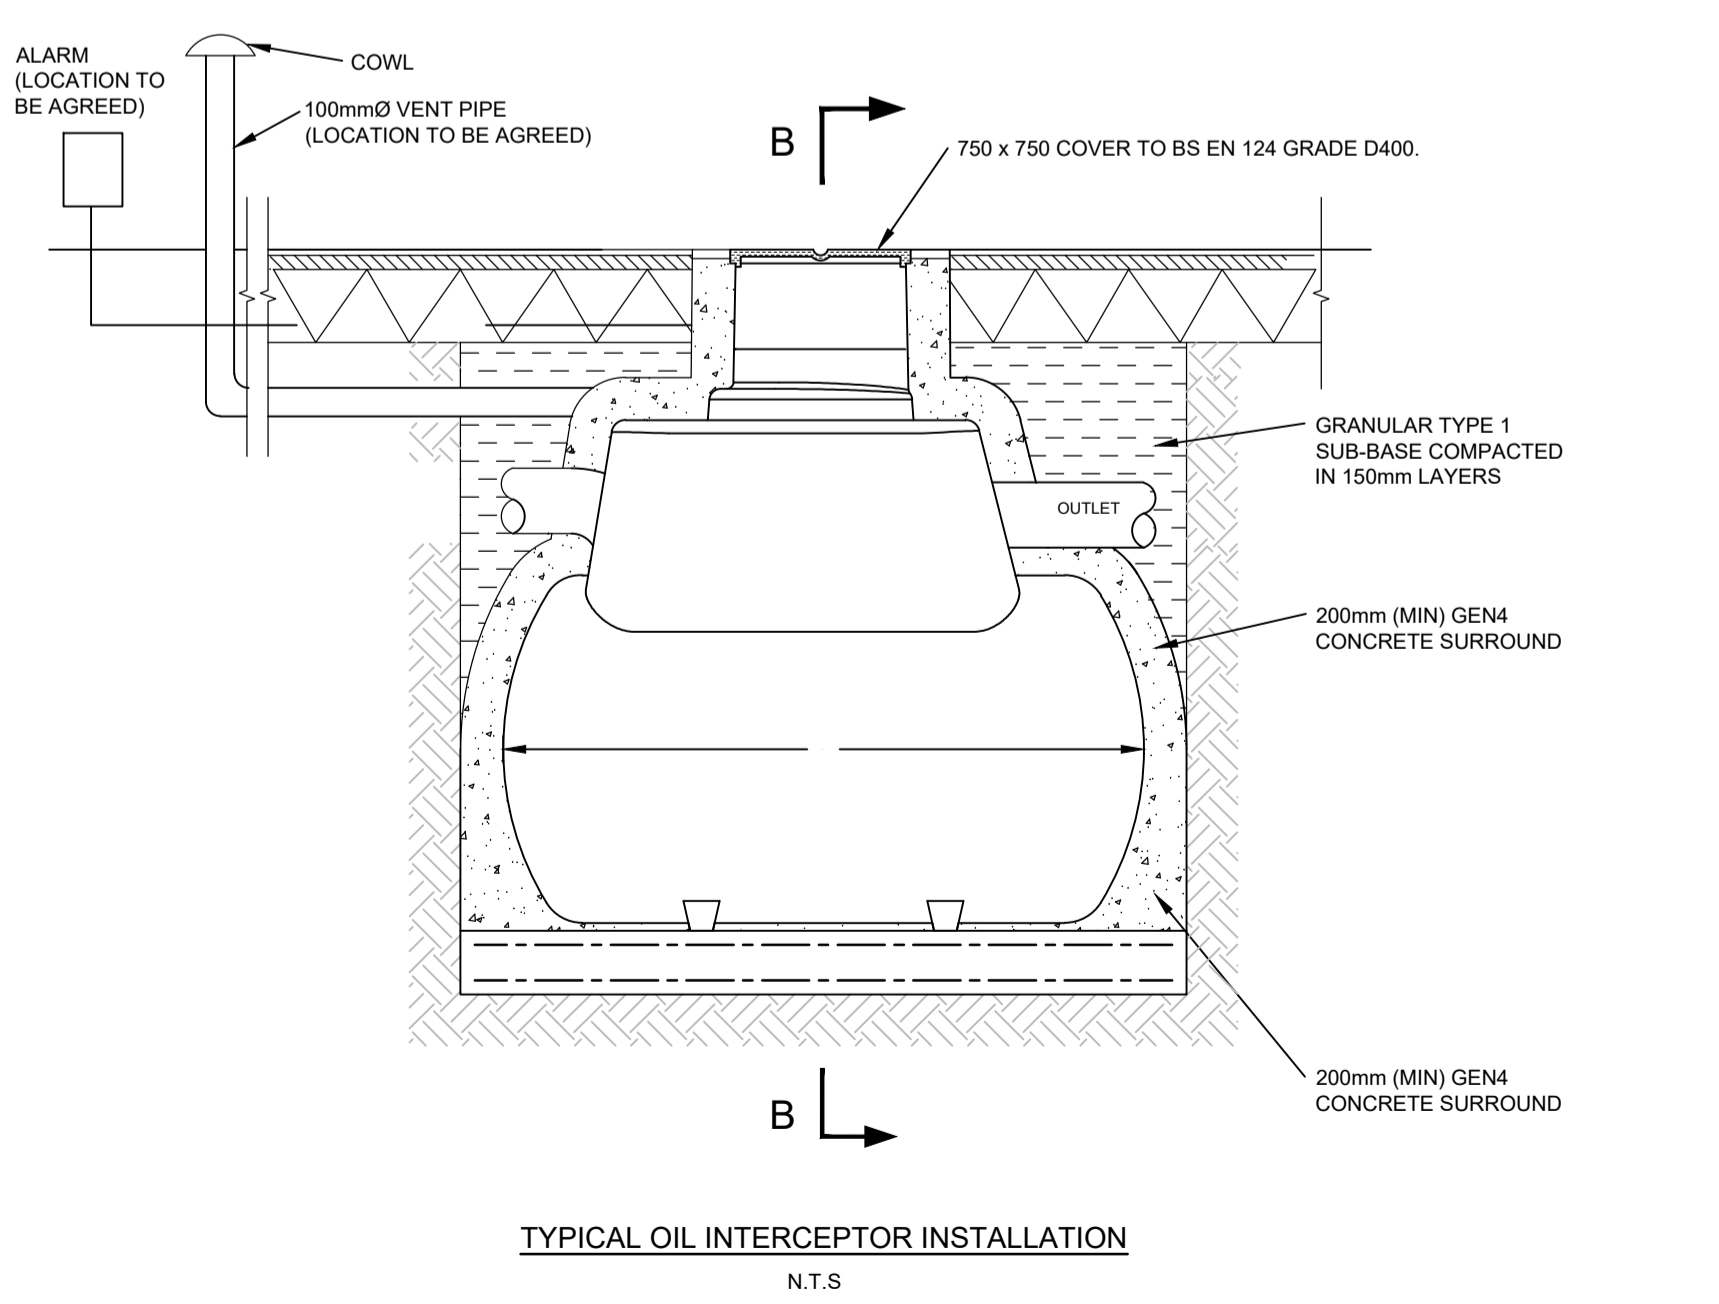 ALARM
(LOCATION TO
BE AGREED)
COWL
100mmØ VENT PIPE
(LOCATION TO BE AGREED)
B
750 x 750 COVER TO BS EN 124 GRADE D400.
GRANULAR TYPE 1
SUB-BASE COMPACTED
IN 150mm LAYERS
OUTLET
200mm (MIN) GEN4
CONCRETE SURROUND
200mm (MIN) GEN4
CONCRETE SURROUND
B
TYPICAL OIL INTERCEPTOR INSTALLATION
N.T.S